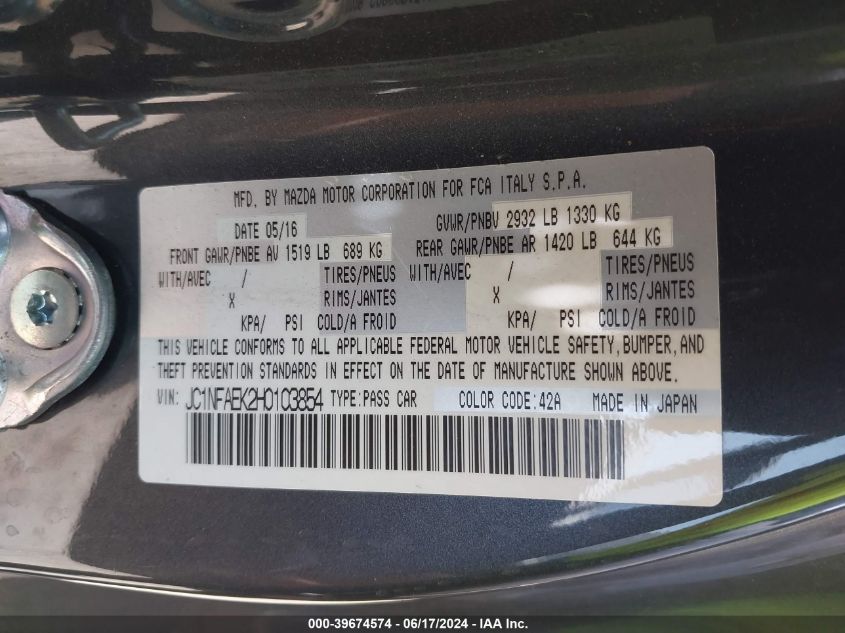 MFD. BY MAZDA MOTOR CORPORATION FOR FCA ITALY S.P.A.
DATE 05/16 GVWR/PNBV 2932 LB 1330 KG
FRONT GAWR/PNBE AV 1519 LB 689 KG REAR GAWR/PNBE AR 1420 LB 644 KG
WITH/AVEC / TIRES/PNEUS WITH/AVEC / TIRES/PNEUS
X RIMS/JANTES X RIMS/JANTES
KPA/ PSI COLD/A FROID KPA/ PSI COLD/A FROID
THIS VEHICLE CONFORMS TO ALL APPLICABLE FEDERAL MOTOR VEHICLE SAFETY, BUMPER, AND
THEFT PREVENTION STANDARDS IN EFFECT ON THE DATE OF MANUFACTURE SHOWN ABOVE.
VIN: JC1NFAEK2H0103854 TYPE:PASS CAR COLOR CODE:42A MADE IN JAPAN
000-39674574 - 06/17/2024 - IAA Inc.